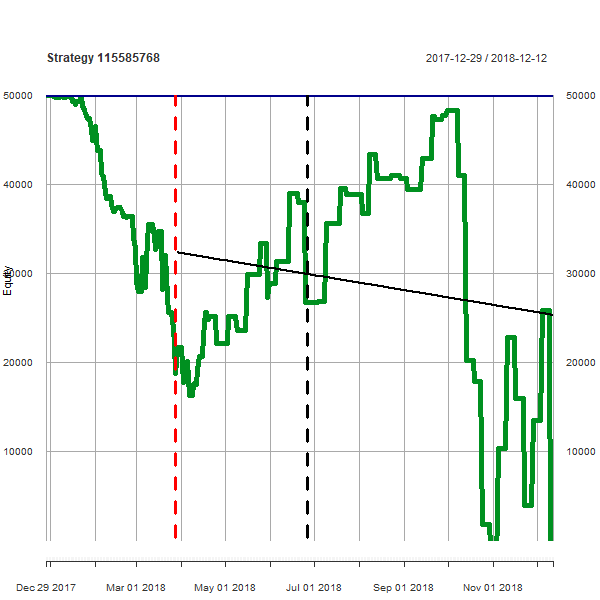 Strategy 115585768
2017-12-29 / 2018-12-12
50000
50000
40000
40000
30000
30000
Equity
20000
20000
10000
10000
Dec 29 2017
Mar 01 2018
May 01 2018
Jul 01 2018
Sep 01 2018
Nov 01 2018